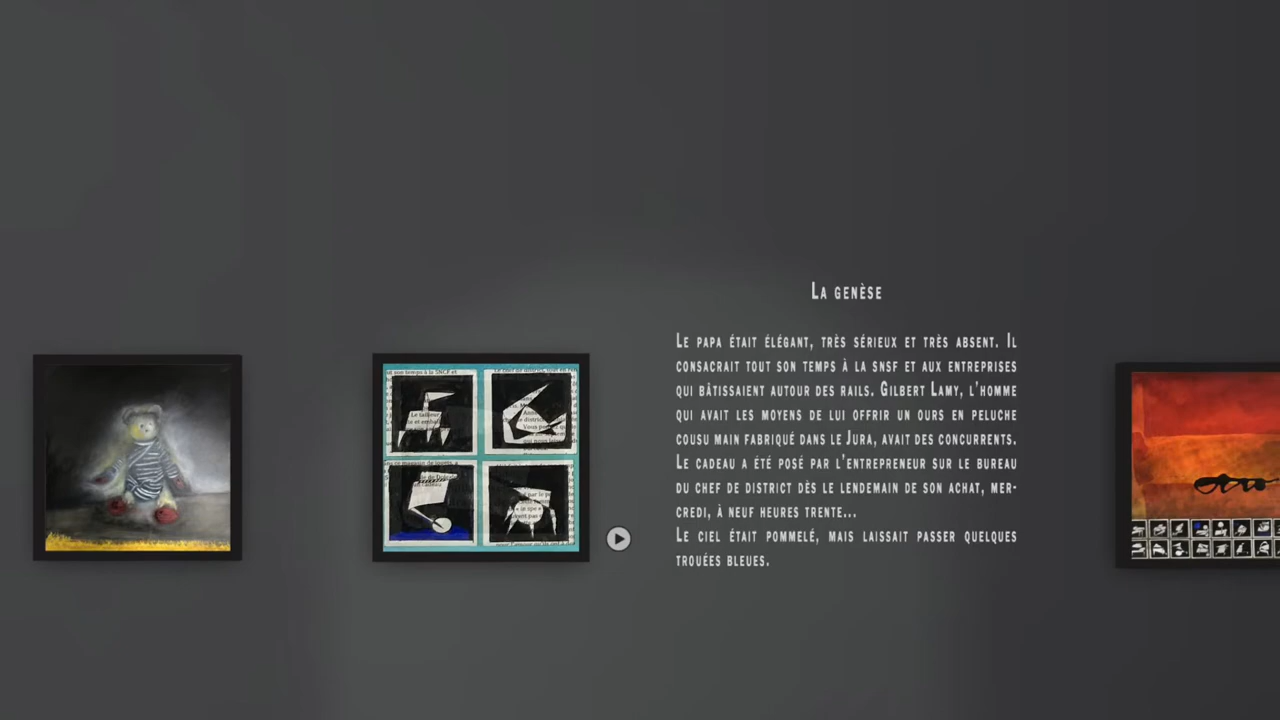 La genèse
Le papa était élégant, très sérieux et très absent. Il
consacrait tout son temps à la snsf et aux entreprises
qui bâtissaient autour des rails. Gilbert Lamy, l'homme
qui avait les moyens de lui offrir un ours en peluche
cousu main fabriqué dans le Jura, avait des concurrents.
Le cadeau a été posé par l'entrepreneur sur le bureau
du chef de district dès le lendemain de son achat, mer-
credi, à neuf heures trente...
Le ciel était pommelé, mais laissait passer quelques
trouées bleues.